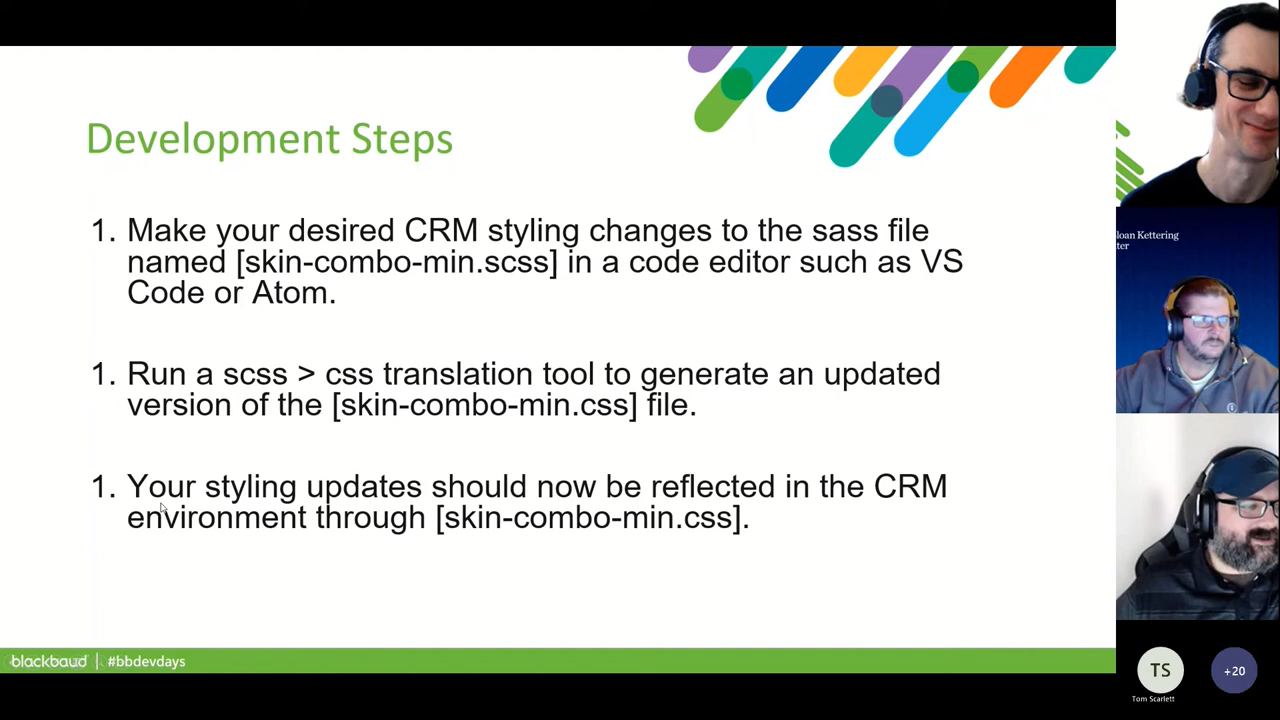 Development Steps
1. Make your desired CRM styling changes to the sass file
named [skin-combo-min.scss] in a code editor such as VS
Code or Atom.
1. Run a scss > css translation tool to generate an updated
version of the [skin-combo-min.css] file.
1. Your styling updates should now be reflected in the CRM
environment through [skin-combo-min.css].
blackbaud | #bbdevdays
loan Kettering
ter
TS
Tom Scarlett
+20